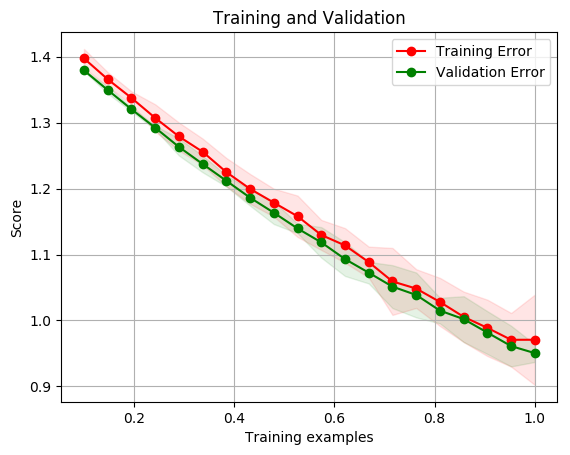 Training and Validation
Training Error
Validation Error
1.4
1.3
1.2
1.1
1.0
0.9
Score
0.2
0.4
0.6
0.8
1.0
Training examples